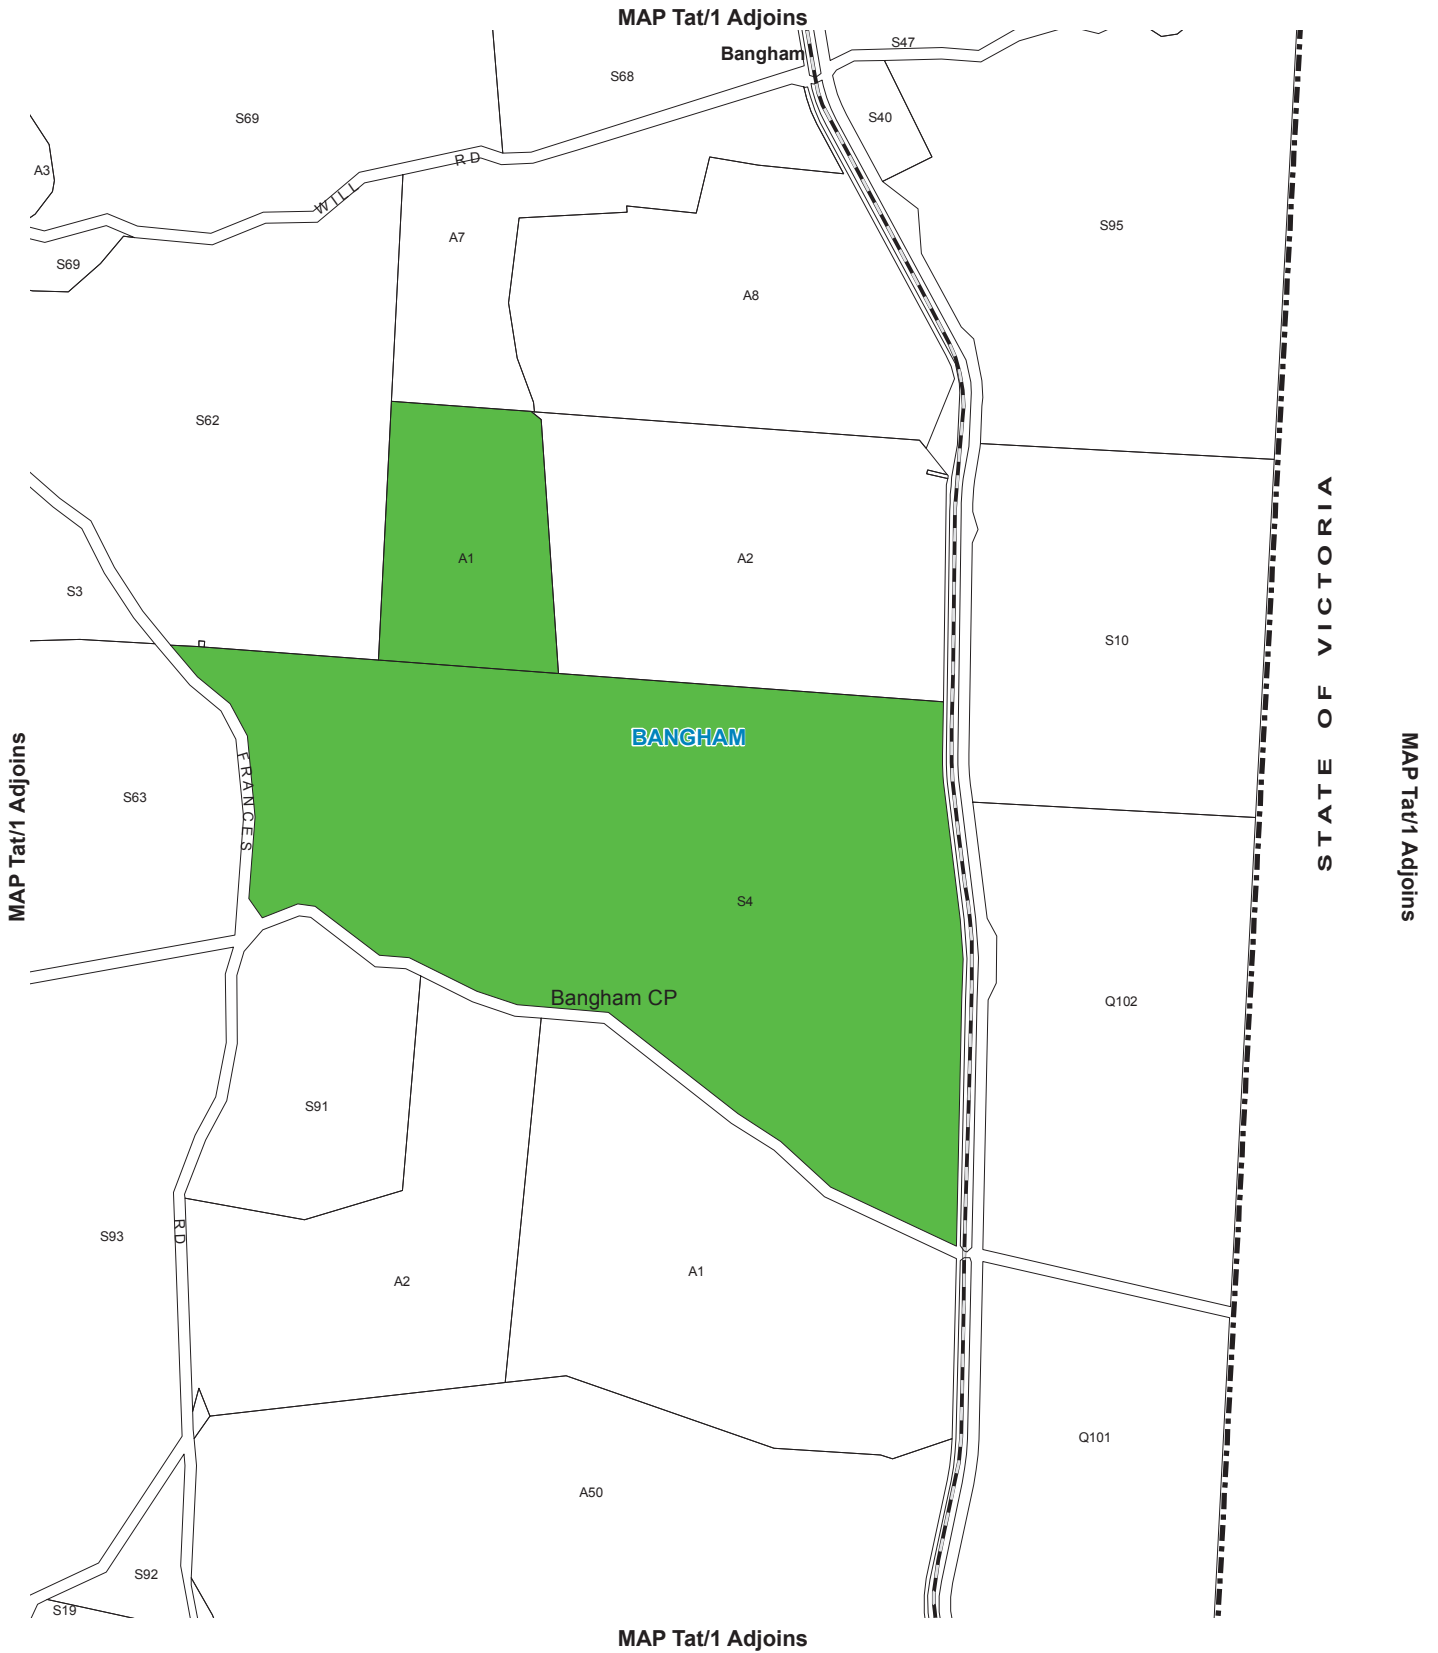 MAP Tat/1 Adjoins
Bangham
S47
S68
S69
S40
A3
RD
WILL
S95
A7
S69
A8
S62
STATE OF VICTORIA
A1
A2
S3
S10
BANGHAM
MAP Tat/1 Adjoins
MAP Tat/1 Adjoins
S63
FRANCES
S4
Bangham CP
Q102
S91
RD
S93
A2
A1
Q101
A50
S92
S19
MAP Tat/1 Adjoins